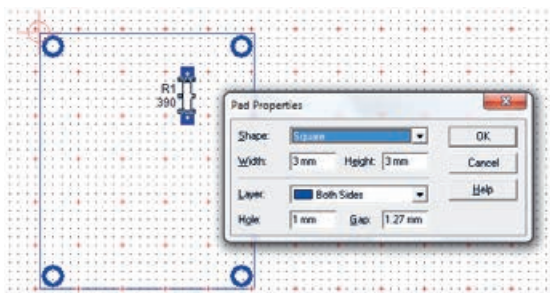 R1
390
Pad Properties
Shape: Square
OK
Width: 3 mm Height: 3 mm
Cancel
Layer: Both Sides
Help
Hole: 1 mm Gap: 1.27 mm